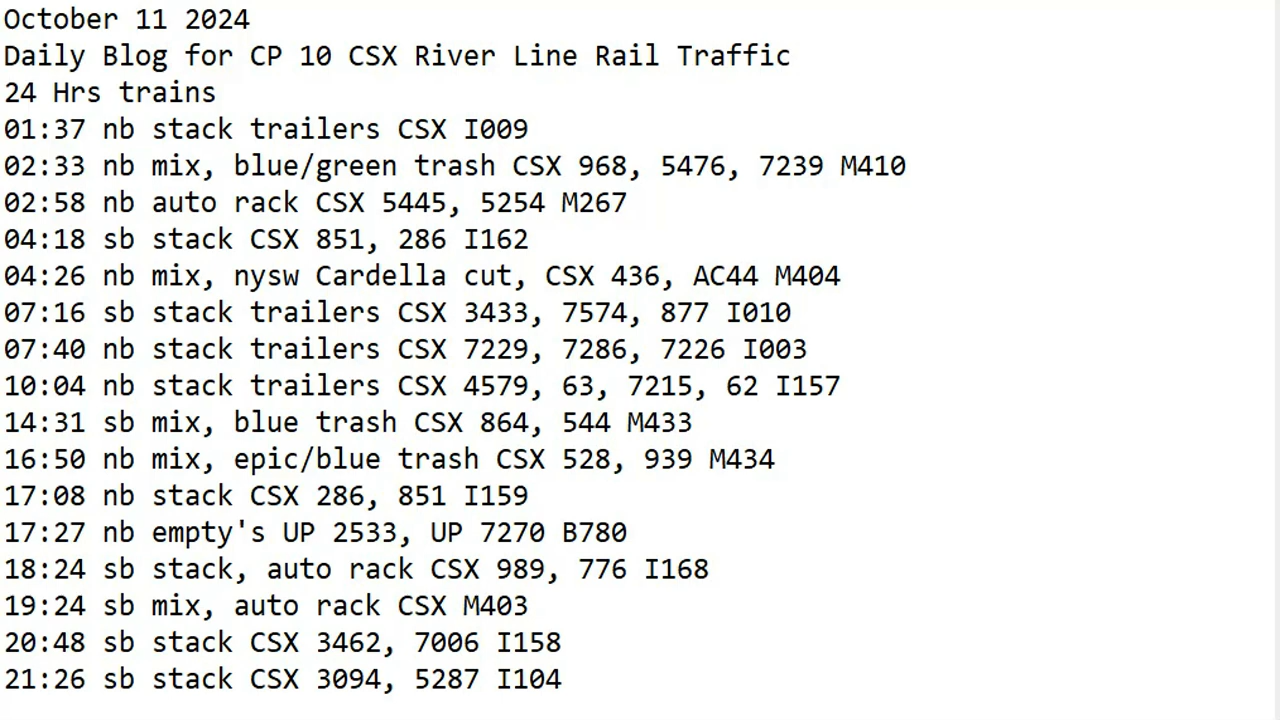 October 11 2024
Daily Blog for CP 10 CSX River Line Rail Traffic
24 Hrs trains
01:37 nb stack trailers CSX I009
02:33 nb mix, blue/green trash CSX 968, 5476, 7239 M410
02:58 nb auto rack CSX 5445, 5254 M267
04:18 sb stack CSX 851, 286 I162
04:26 nb mix, nysw Cardella cut, CSX 436, AC44 M404
07:16 sb stack trailers CSX 3433, 7574, 877 I010
07:40 nb stack trailers CSX 7229, 7286, 7226 I003
10:04 nb stack trailers CSX 4579, 63, 7215, 62 I157
14:31 sb mix, blue trash CSX 864, 544 M433
16:50 nb mix, epic/blue trash CSX 528, 939 M434
17:08 nb stack CSX 286, 851 I159
17:27 nb empty's UP 2533, UP 7270 B780
18:24 sb stack, auto rack CSX 989, 776 I168
19:24 sb mix, auto rack CSX M403
20:48 sb stack CSX 3462, 7006 I158
21:26 sb stack CSX 3094, 5287 I104